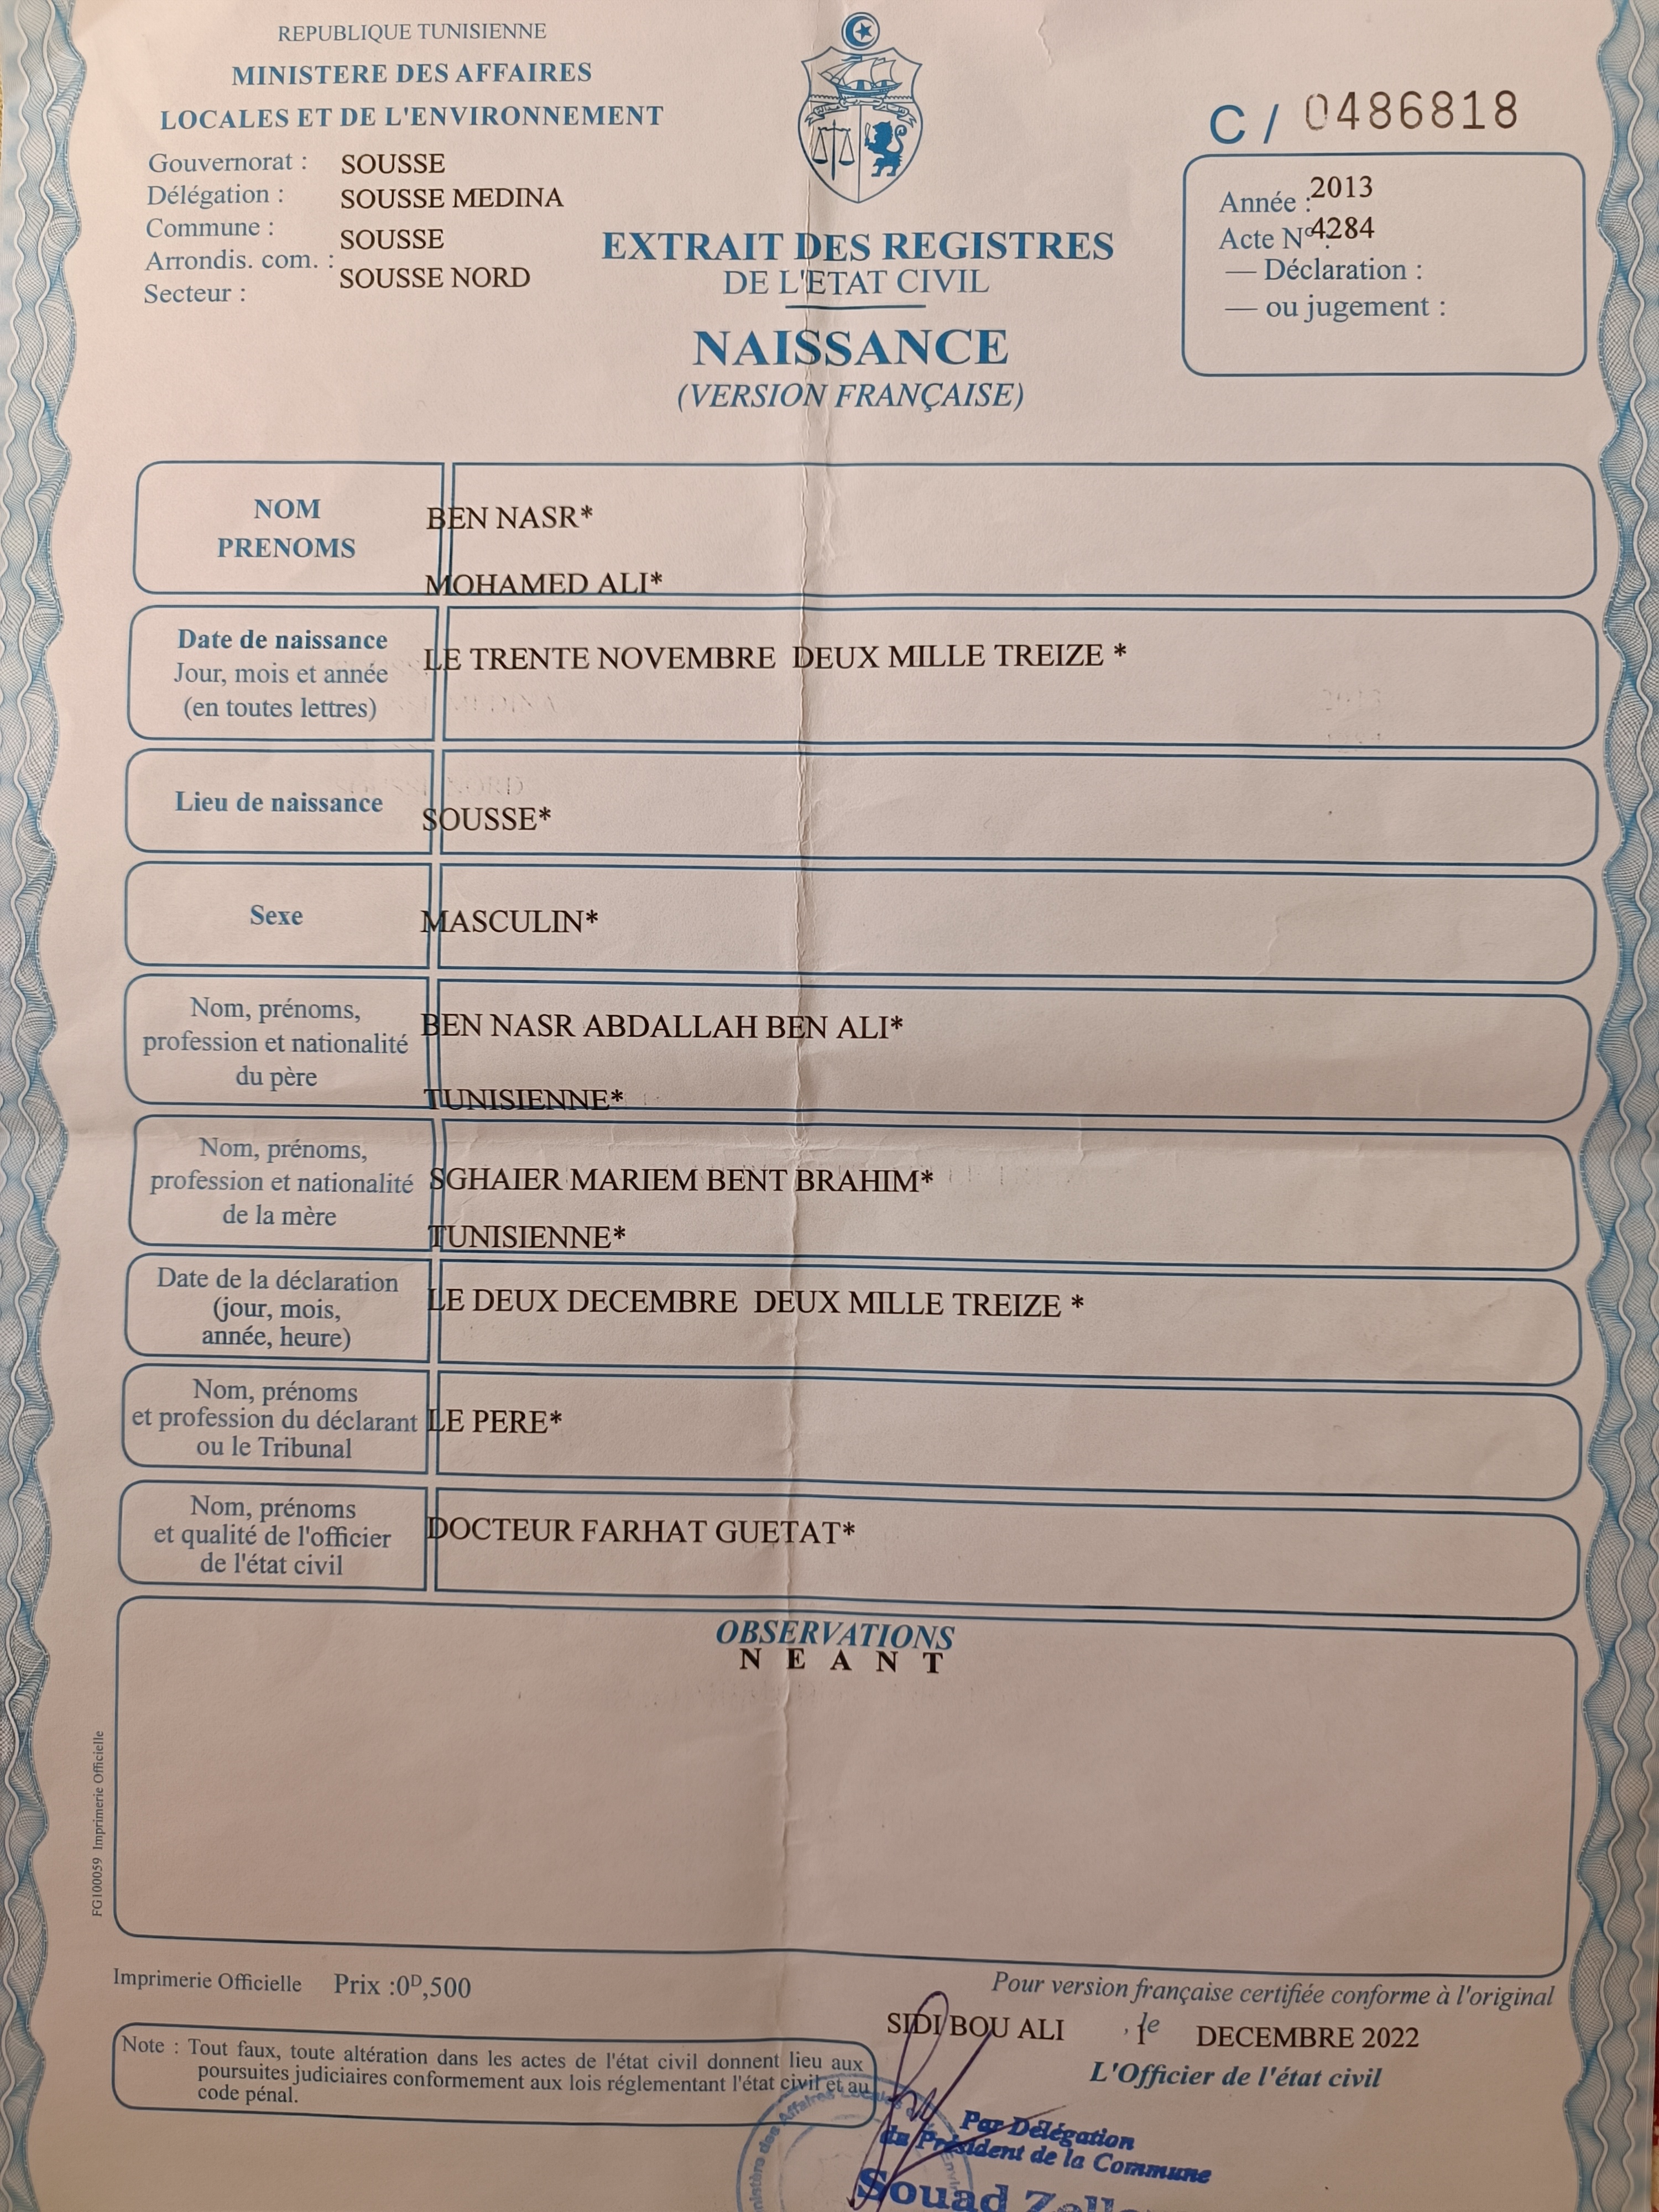 REPUBLIQUE TUNISIENNE
MINISTERE DES AFFAIRES
LOCALES ET DE L'ENVIRONNEMENT
Gouvernorat : SOUSSE
Délégation : SOUSSE MEDINA
Commune : SOUSSE
Arrondis. com. : SOUSSE NORD
Secteur :
C / 0486818
Année : 2013
Acte N° : 4284
— Déclaration :
— ou jugement :
EXTRAIT DES REGISTRES
DE L'ETAT CIVIL
NAISSANCE
(VERSION FRANÇAISE)
NOM
PRENOMS
BEN NASR*
MOHAMED ALI*
Date de naissance
Jour, mois et année
(en toutes lettres)
LE TRENTE NOVEMBRE DEUX MILLE TREIZE *
Lieu de naissance
SOUSSE*
Sexe
MASCULIN*
Nom, prénoms,
profession et nationalité
du père
BEN NASR ABDALLAH BEN ALI*
TUNISIENNE*
Nom, prénoms,
profession et nationalité
de la mère
SGHAIER MARIEM BENT BRAHIM*
TUNISIENNE*
Date de la déclaration
(jour, mois,
année, heure)
LE DEUX DECEMBRE DEUX MILLE TREIZE *
Nom, prénoms
et profession du déclarant
ou le Tribunal
LE PERE*
Nom, prénoms
et qualité de l'officier
de l'état civil
DOCTEUR FARHAT GUETAT*
OBSERVATIONS
N E A N T
FG100059 Imprimerie Officielle
Imprimerie Officielle Prix :0D,500
Note : Tout faux, toute altération dans les actes de l'état civil donnent lieu aux
poursuites judiciaires conformement aux lois réglementant l'état civil et au
code pénal.
Pour version française certifiée conforme à l'original
SIDI BOU ALI , le DECEMBRE 2022
L'Officier de l'état civil
Par Délégation
du Président de la Commune
Souad
des Affaires Locales